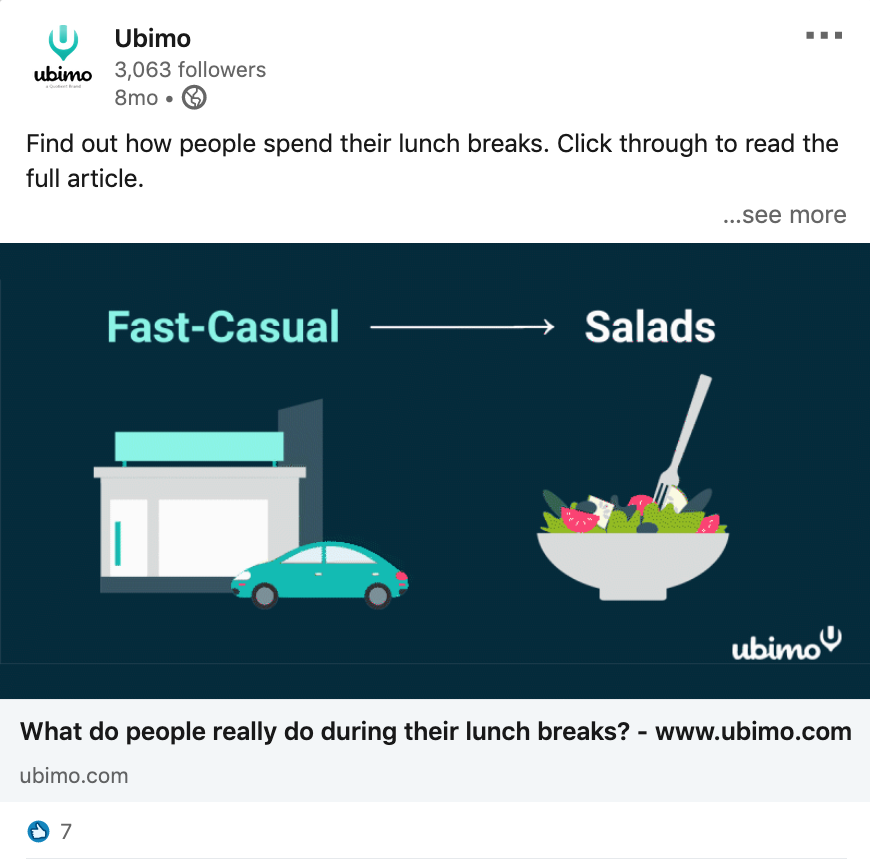 Ubimo
3,063 followers
8mo •
ubimo
a Quotient Brand
Find out how people spend their lunch breaks. Click through to read the
full article.
...see more
Fast-Casual
Salads
ubimo
What do people really do during their lunch breaks? - www.ubimo.com
ubimo.com
7